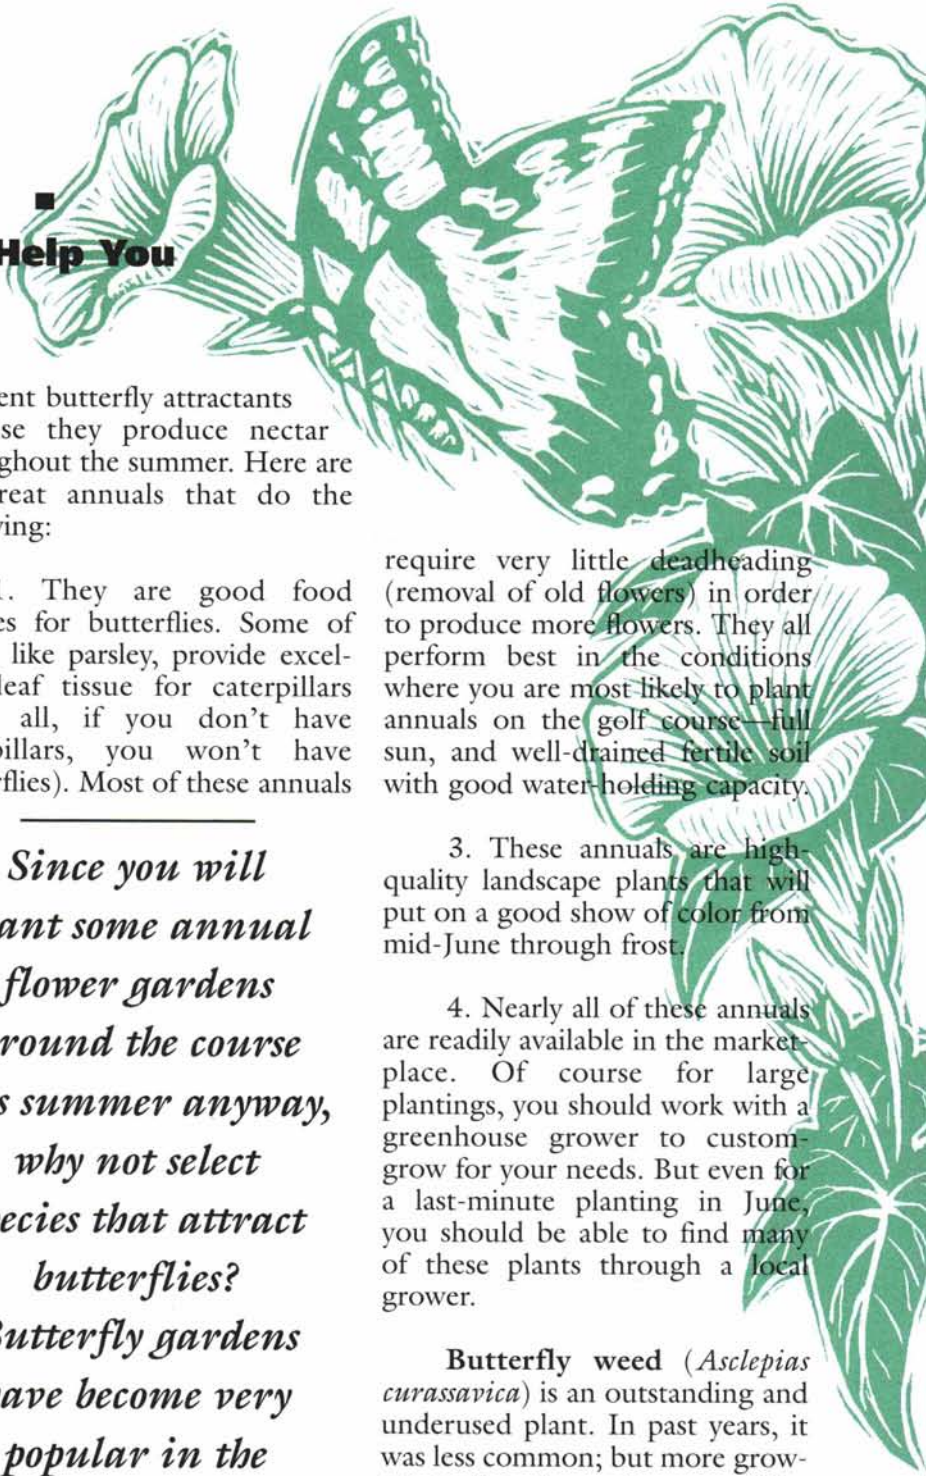 Help You
ent butterfly attractants
se they produce nectar
ghout the summer. Here are
reat annuals that do the
ving:
. They are good food
es for butterflies. Some of
like parsley, provide excel-
leaf tissue for caterpillars
all, if you don't have
illars, you won't have
flies). Most of these annuals
Since you will
ant some annual
flower gardens
round the course
s summer anyway,
why not select
ecies that attract
butterflies?
utterfly gardens
ave become very
popular in the
require very little deadheading
(removal of old flowers) in order
to produce more flowers. They all
perform best in the conditions
where you are most likely to plant
annuals on the golf course—full
sun, and well-drained fertile soil
with good water-holding capacity.
3. These annuals are high-
quality landscape plants that will
put on a good show of color from
mid-June through frost.
4. Nearly all of these annuals
are readily available in the market-
place. Of course for large
plantings, you should work with a
greenhouse grower to custom-
grow for your needs. But even for
a last-minute planting in June,
you should be able to find many
of these plants through a local
grower.
Butterfly weed (Asclepias
curassavica) is an outstanding and
underused plant. In past years, it
was less common; but more grow-